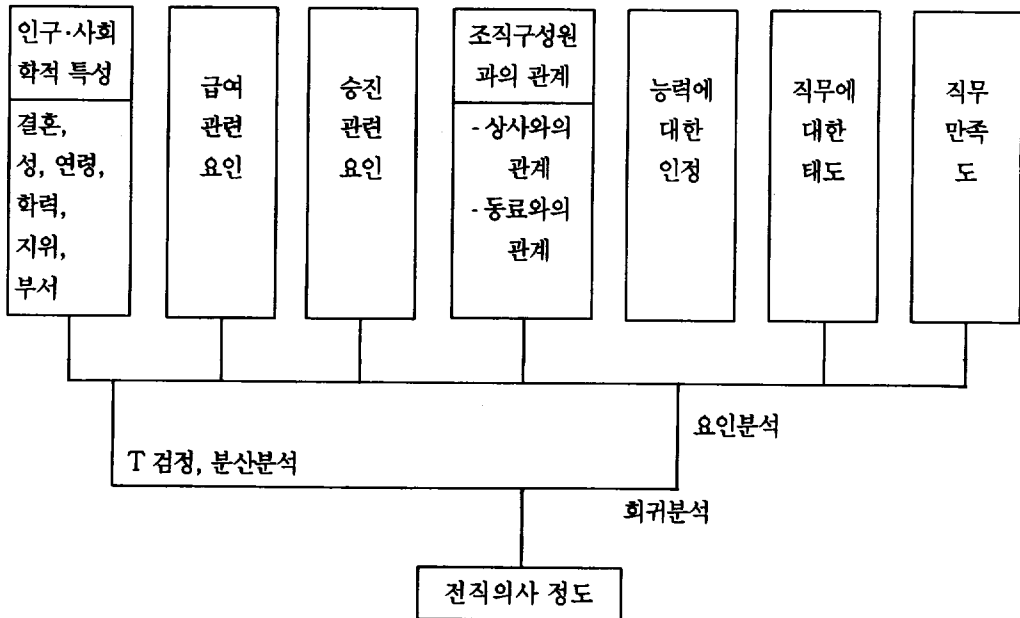 인구·사회
학적 특성
결혼,
성, 연령,
학력,
지위,
부서
급여
관련
요인
승진
관련
요인
조직구성원
과의 관계
- 상사와의
관계
- 동료와의
관계
능력에
대한
인정
직무에
대한
태도
직무
만족
도
요인분석
T 검정, 분산분석
회귀분석
전직의사 정도